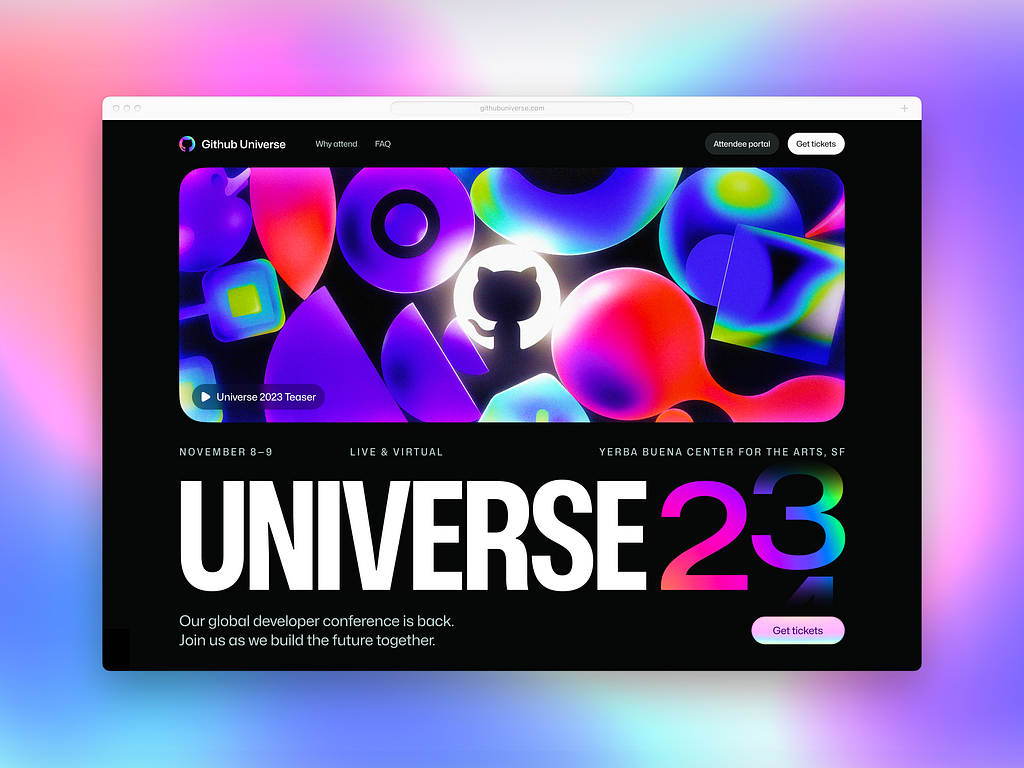 githubuniverse.com
Github Universe
Why attend
FAQ
Attendee portal
Get tickets
Universe 2023 Teaser
NOVEMBER 8–9
LIVE & VIRTUAL
YERBA BUENA CENTER FOR THE ARTS, SF
UNIVERSE 23
4
Our global developer conference is back.
Join us as we build the future together.
Get tickets